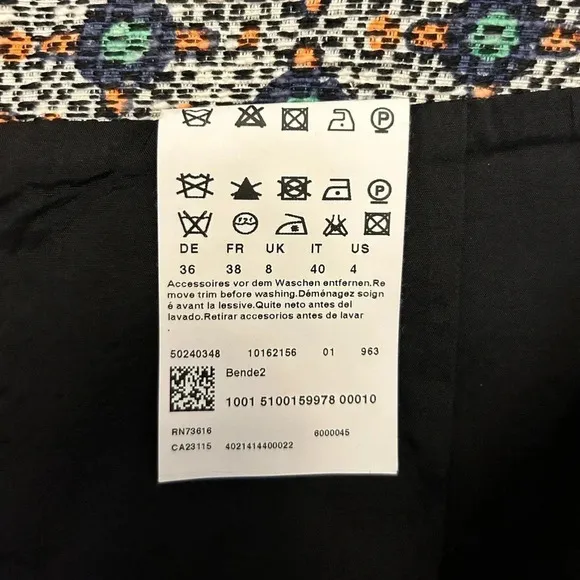 P
P
DE FR UK IT US
36 38 8 40 4
Accessoires vor dem Waschen entfernen.Re
move trim before washing.Déménagez soign
é avant la lessive.Quite neto antes del
lavado.Retirar accesorios antes de lavar
50240348 10162156 01 963
Bende2
1001 5100159978 00010
RN73616 6000045
CA23115 4021414400022